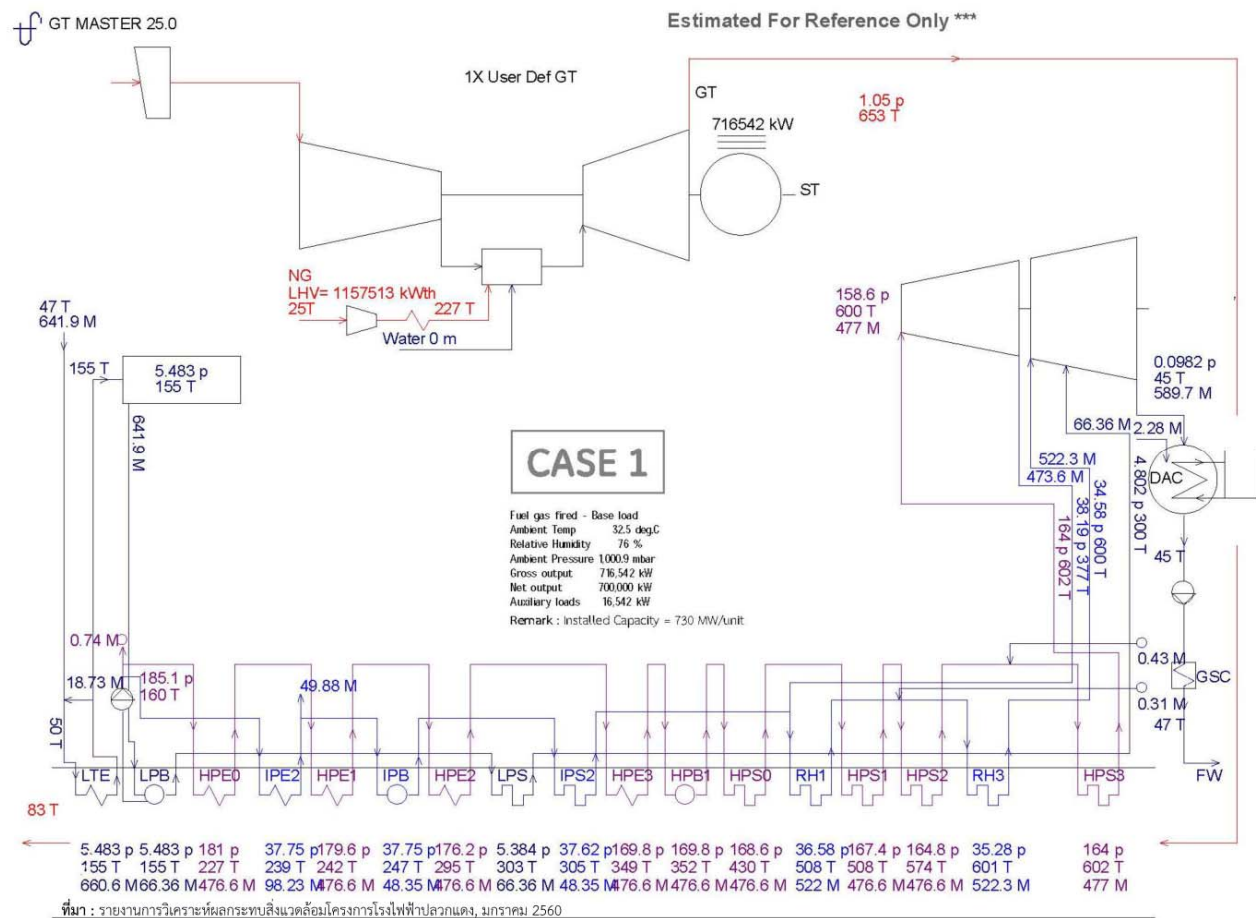 GT MASTER 25.0
Estimated For Reference Only ***
1X User Def GT
GT
1.05 p
653 T
716542 kW
ST
NG
LHV= 1157513 kWth
25T
227 T
Water 0 m
47 T
641.9 M
155 T
5.483 p
155 T
641.9 M
158.6 p
600 T
477 M
0.0982 p
45 T
589.7 M
66.36 M
2.28 M
522.3 M
473.6 M
DAC
4.802 p 300 T
34.58 p 600 T
38.19 p 377 T
164 p 602 T
45 T
CASE 1
Fuel gas fired - Base load
Ambient Temp 32.5 deg.C
Relative Humidity 76 %
Ambient Pressure 1,000.9 mbar
Gross output 716,542 kW
Net output 700,000 kW
Auxiliary loads 16,542 kW
Remark : Installed Capacity = 730 MW/unit
0.74 M
18.73 M
185.1 p
160 T
49.88 M
0.43 M
GSC
0.31 M
47 T
50 T
FW
LTE LPB HPE0 IPE2 HPE1 IPB HPE2 LPS IPS2 HPE3 HPB1 HPS0 RH1 HPS1 HPS2 RH3 HPS3
83 T
5.483 p 5.483 p 181 p 37.75 p 179.6 p 37.75 p 176.2 p 5.384 p 37.62 p 169.8 p 169.8 p 168.6 p 36.58 p 167.4 p 164.8 p 35.28 p 164 p
155 T 155 T 227 T 239 T 242 T 247 T 295 T 303 T 305 T 349 T 352 T 430 T 508 T 508 T 574 T 601 T 602 T
660.6 M 66.36 M 476.6 M 98.23 M 476.6 M 48.35 M 476.6 M 66.36 M 48.35 M 476.6 M 476.6 M 476.6 M 522 M 476.6 M 476.6 M 522.3 M 477 M
ที่มา : รายงานการวิเคราะห์ผลกระทบสิ่งแวดล้อมโครงการโรงไฟฟ้าปลวกแดง, มกราคม 2560